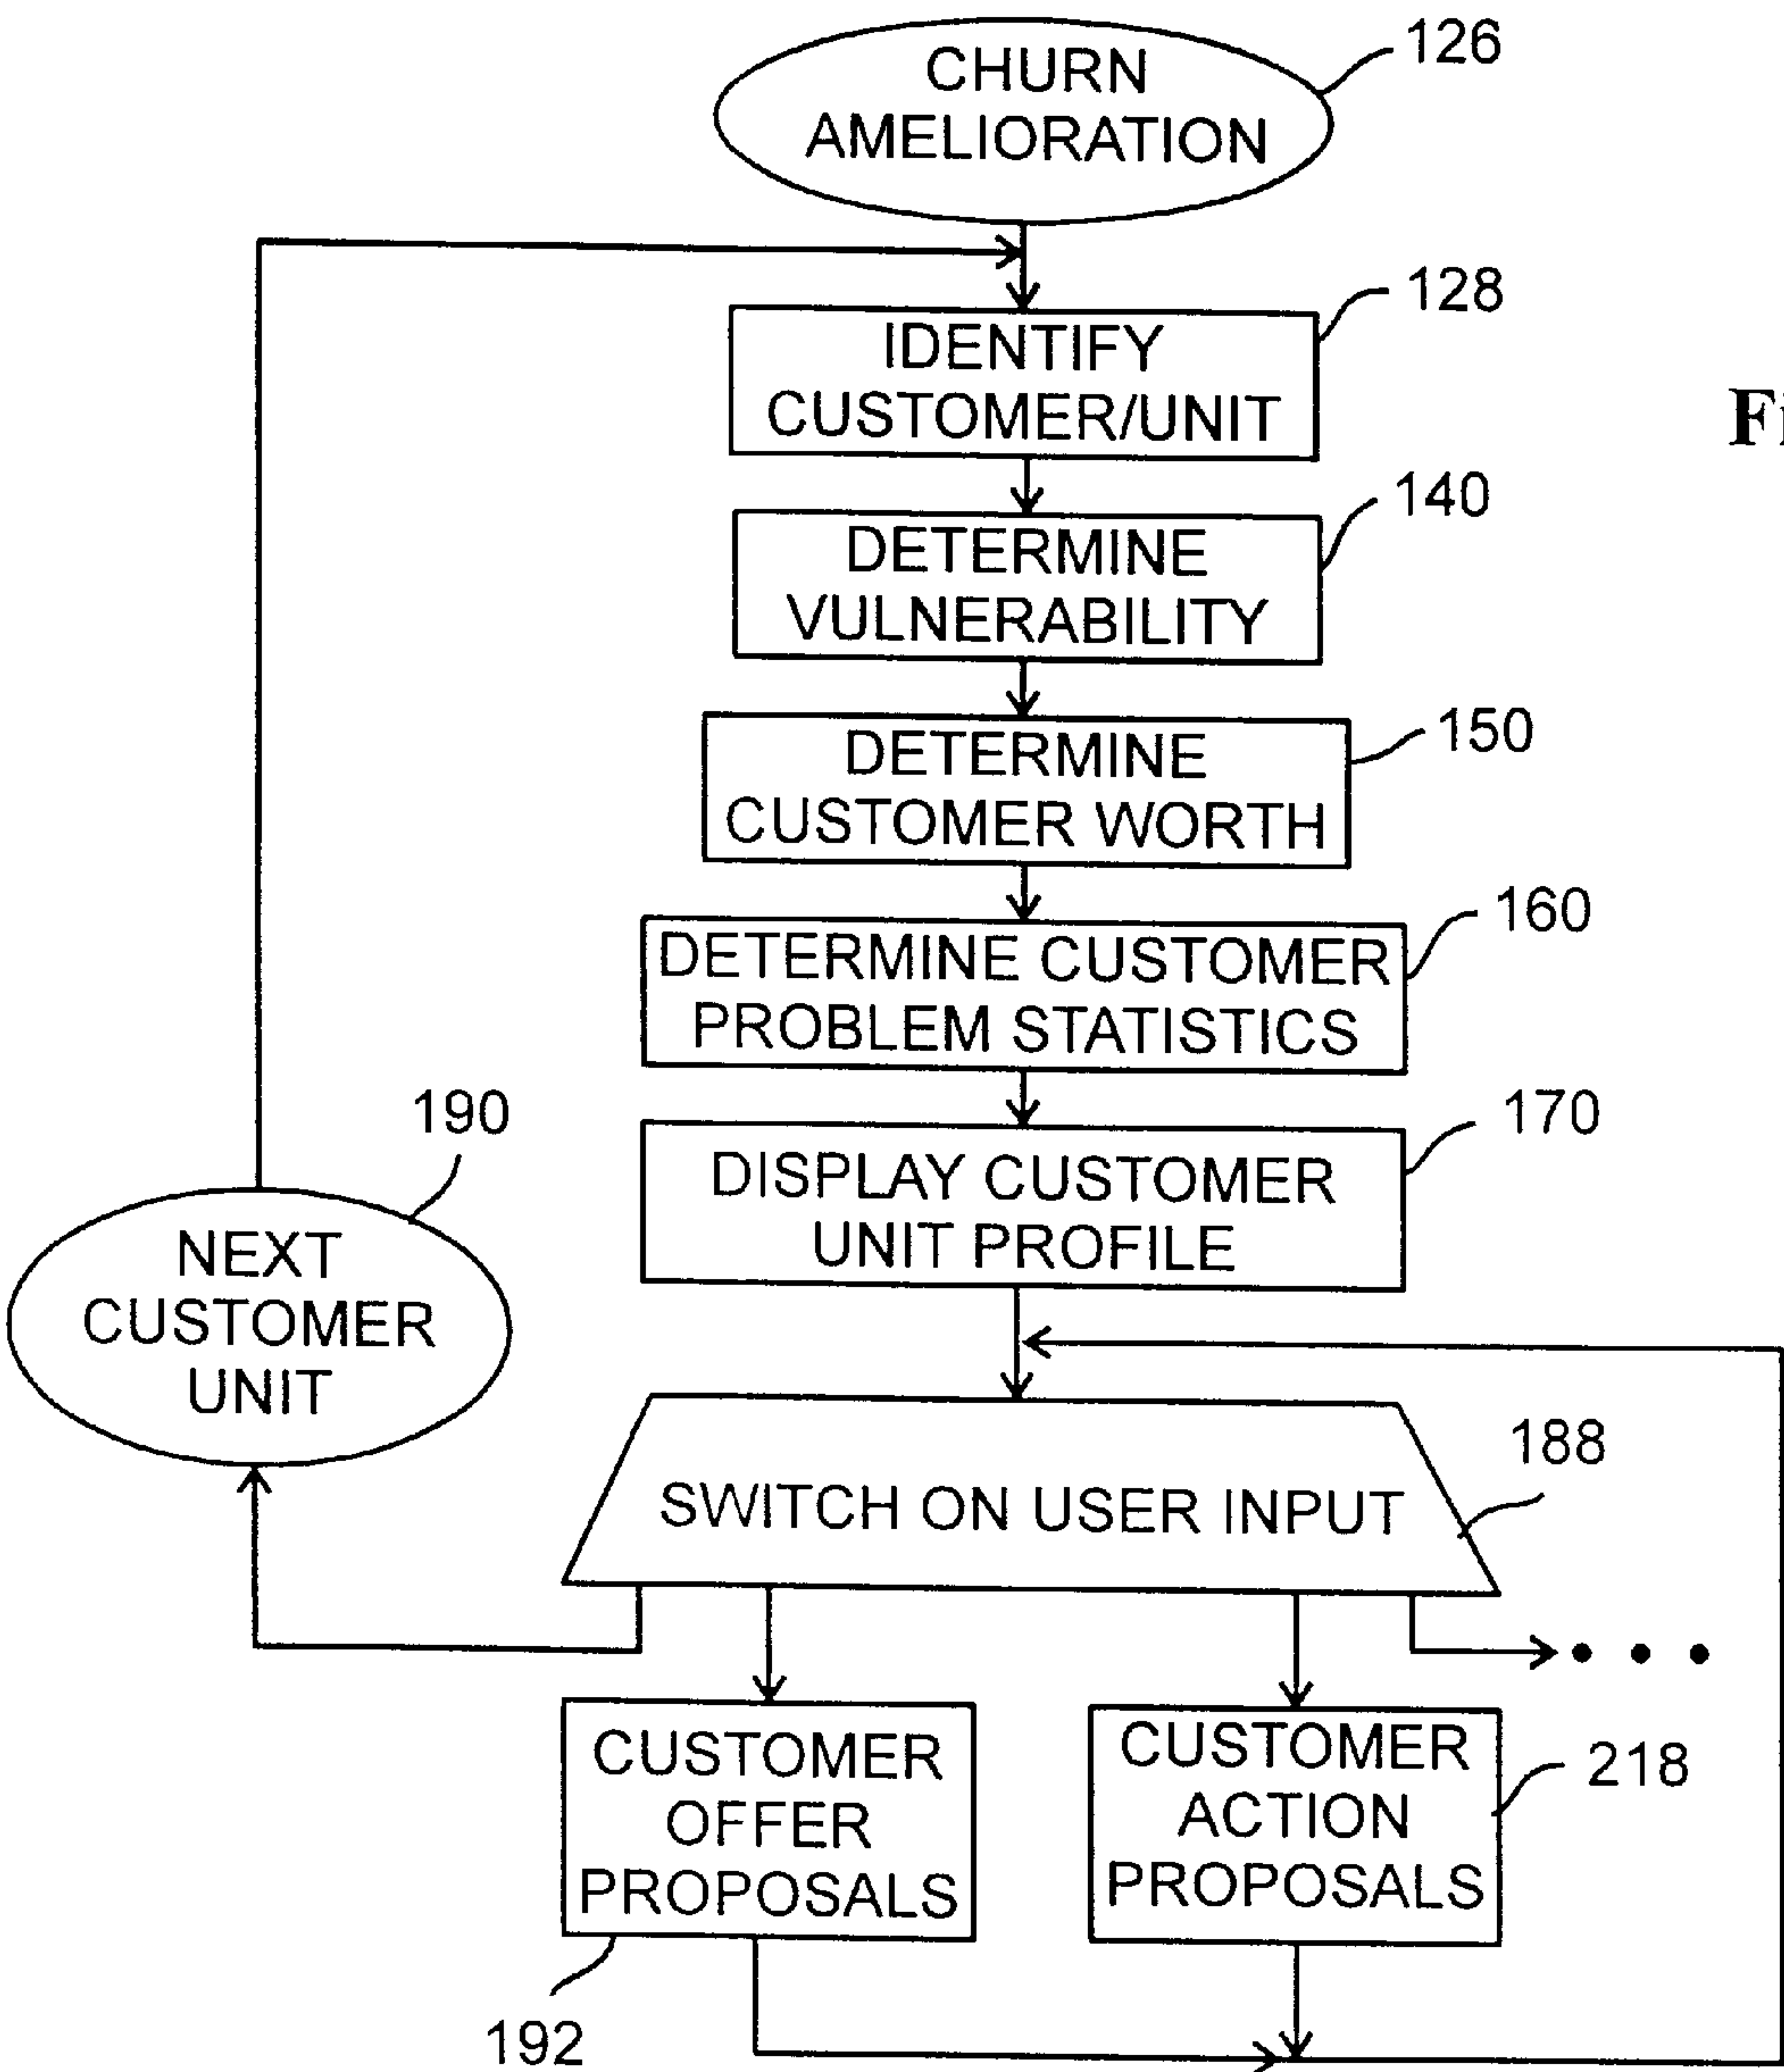 CHURN
AMELIORATION
126
IDENTIFY
CUSTOMER/UNIT
128
Fi
DETERMINE
VULNERABILITY
140
DETERMINE
CUSTOMER WORTH
150
DETERMINE CUSTOMER
PROBLEM STATISTICS
160
DISPLAY CUSTOMER
UNIT PROFILE
170
190
NEXT
CUSTOMER
UNIT
SWITCH ON USER INPUT
188
CUSTOMER
OFFER
PROPOSALS
192
CUSTOMER
ACTION
PROPOSALS
218